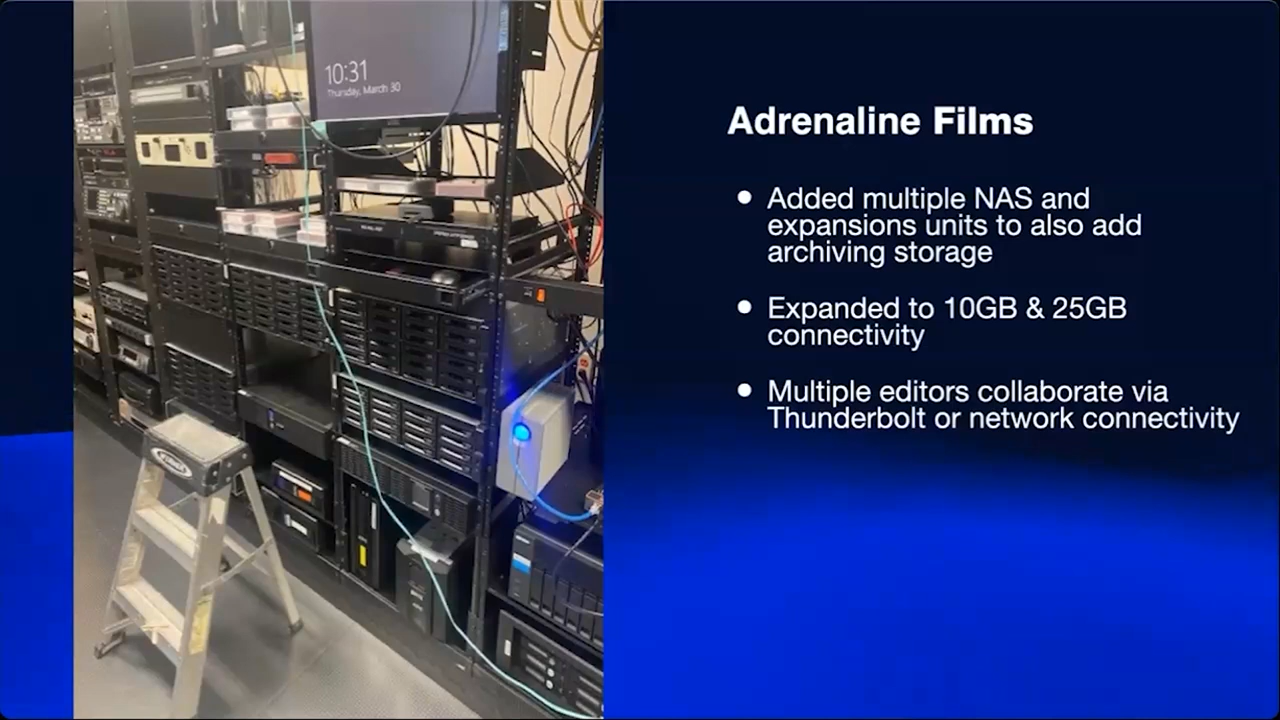 10:31
Thursday, March 30
Adrenaline Films
Added multiple NAS and
expansions units to also add
archiving storage
Expanded to 10GB & 25GB
connectivity
Multiple editors collaborate via
Thunderbolt or network connectivity